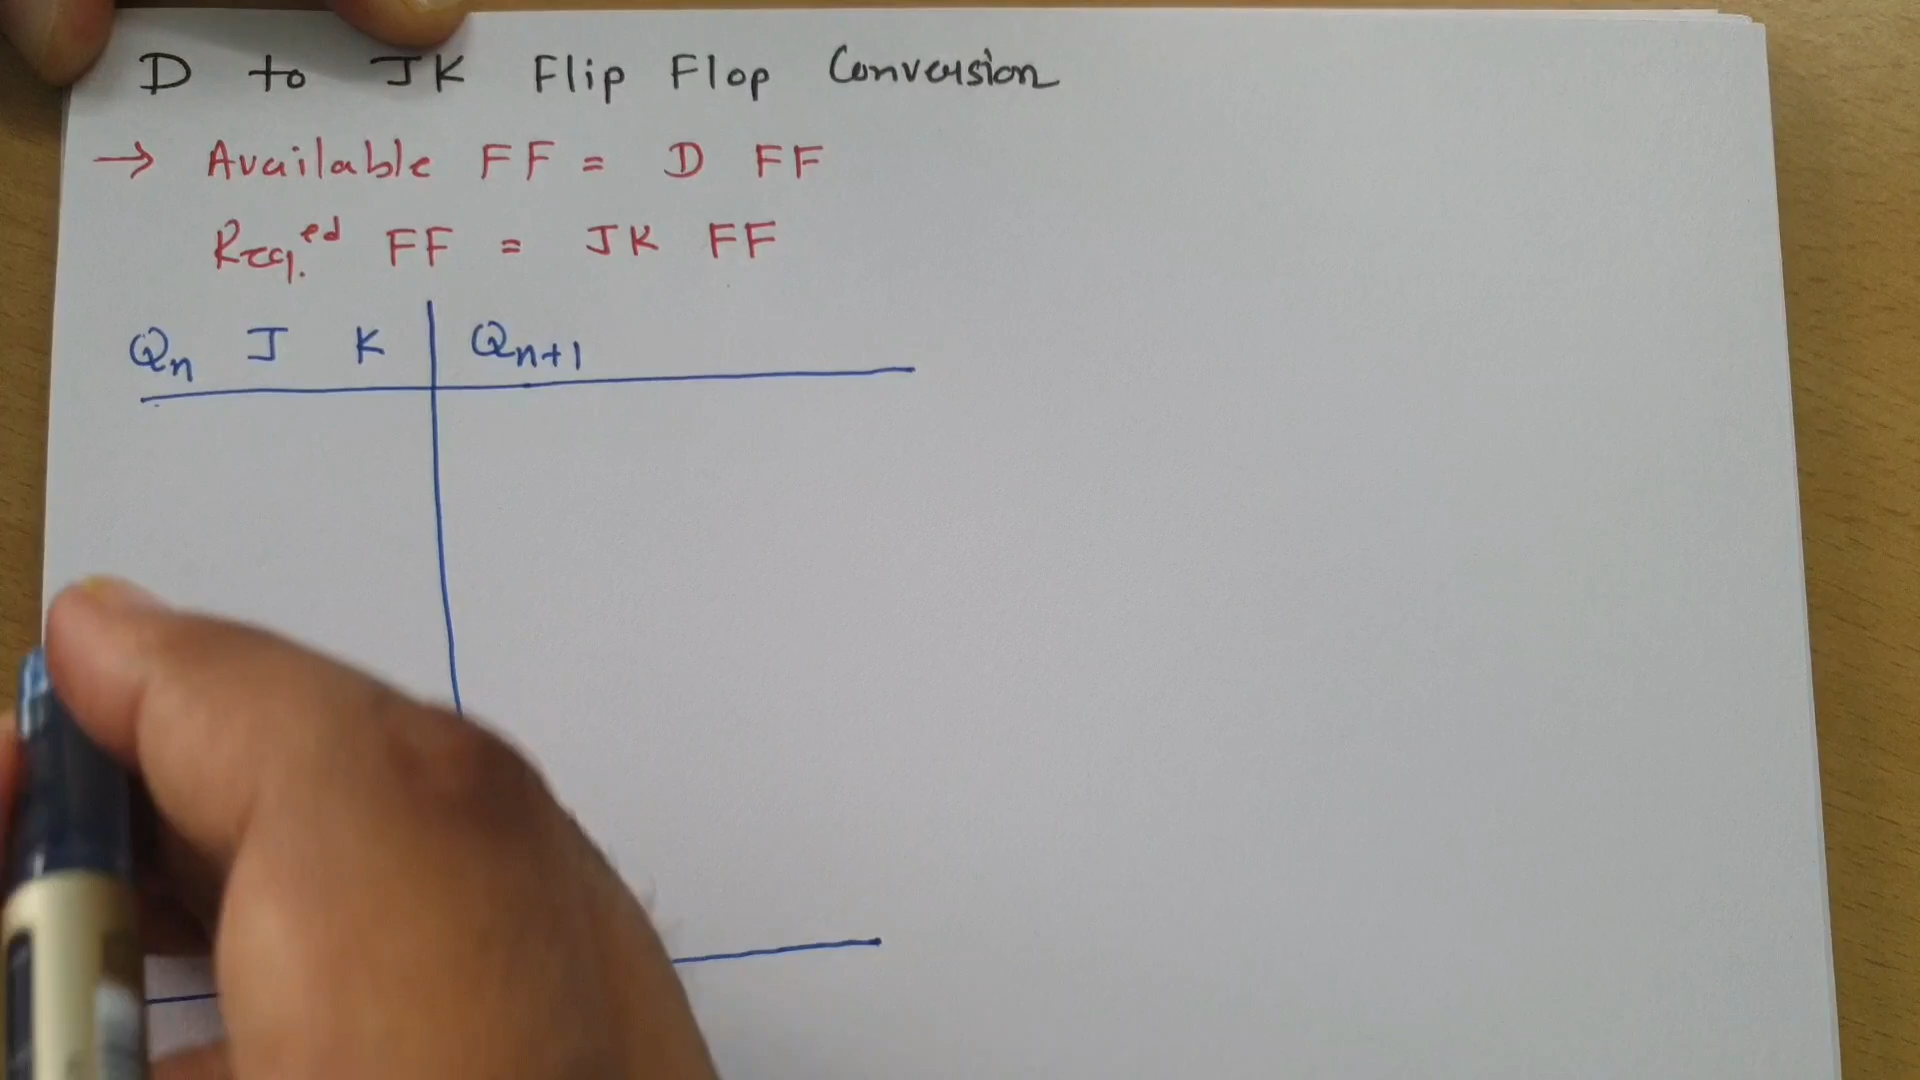 D to JK Flip Flop Conversion
→ Available FF = D FF
Req.ed FF = JK FF
Qn J K Qn+1